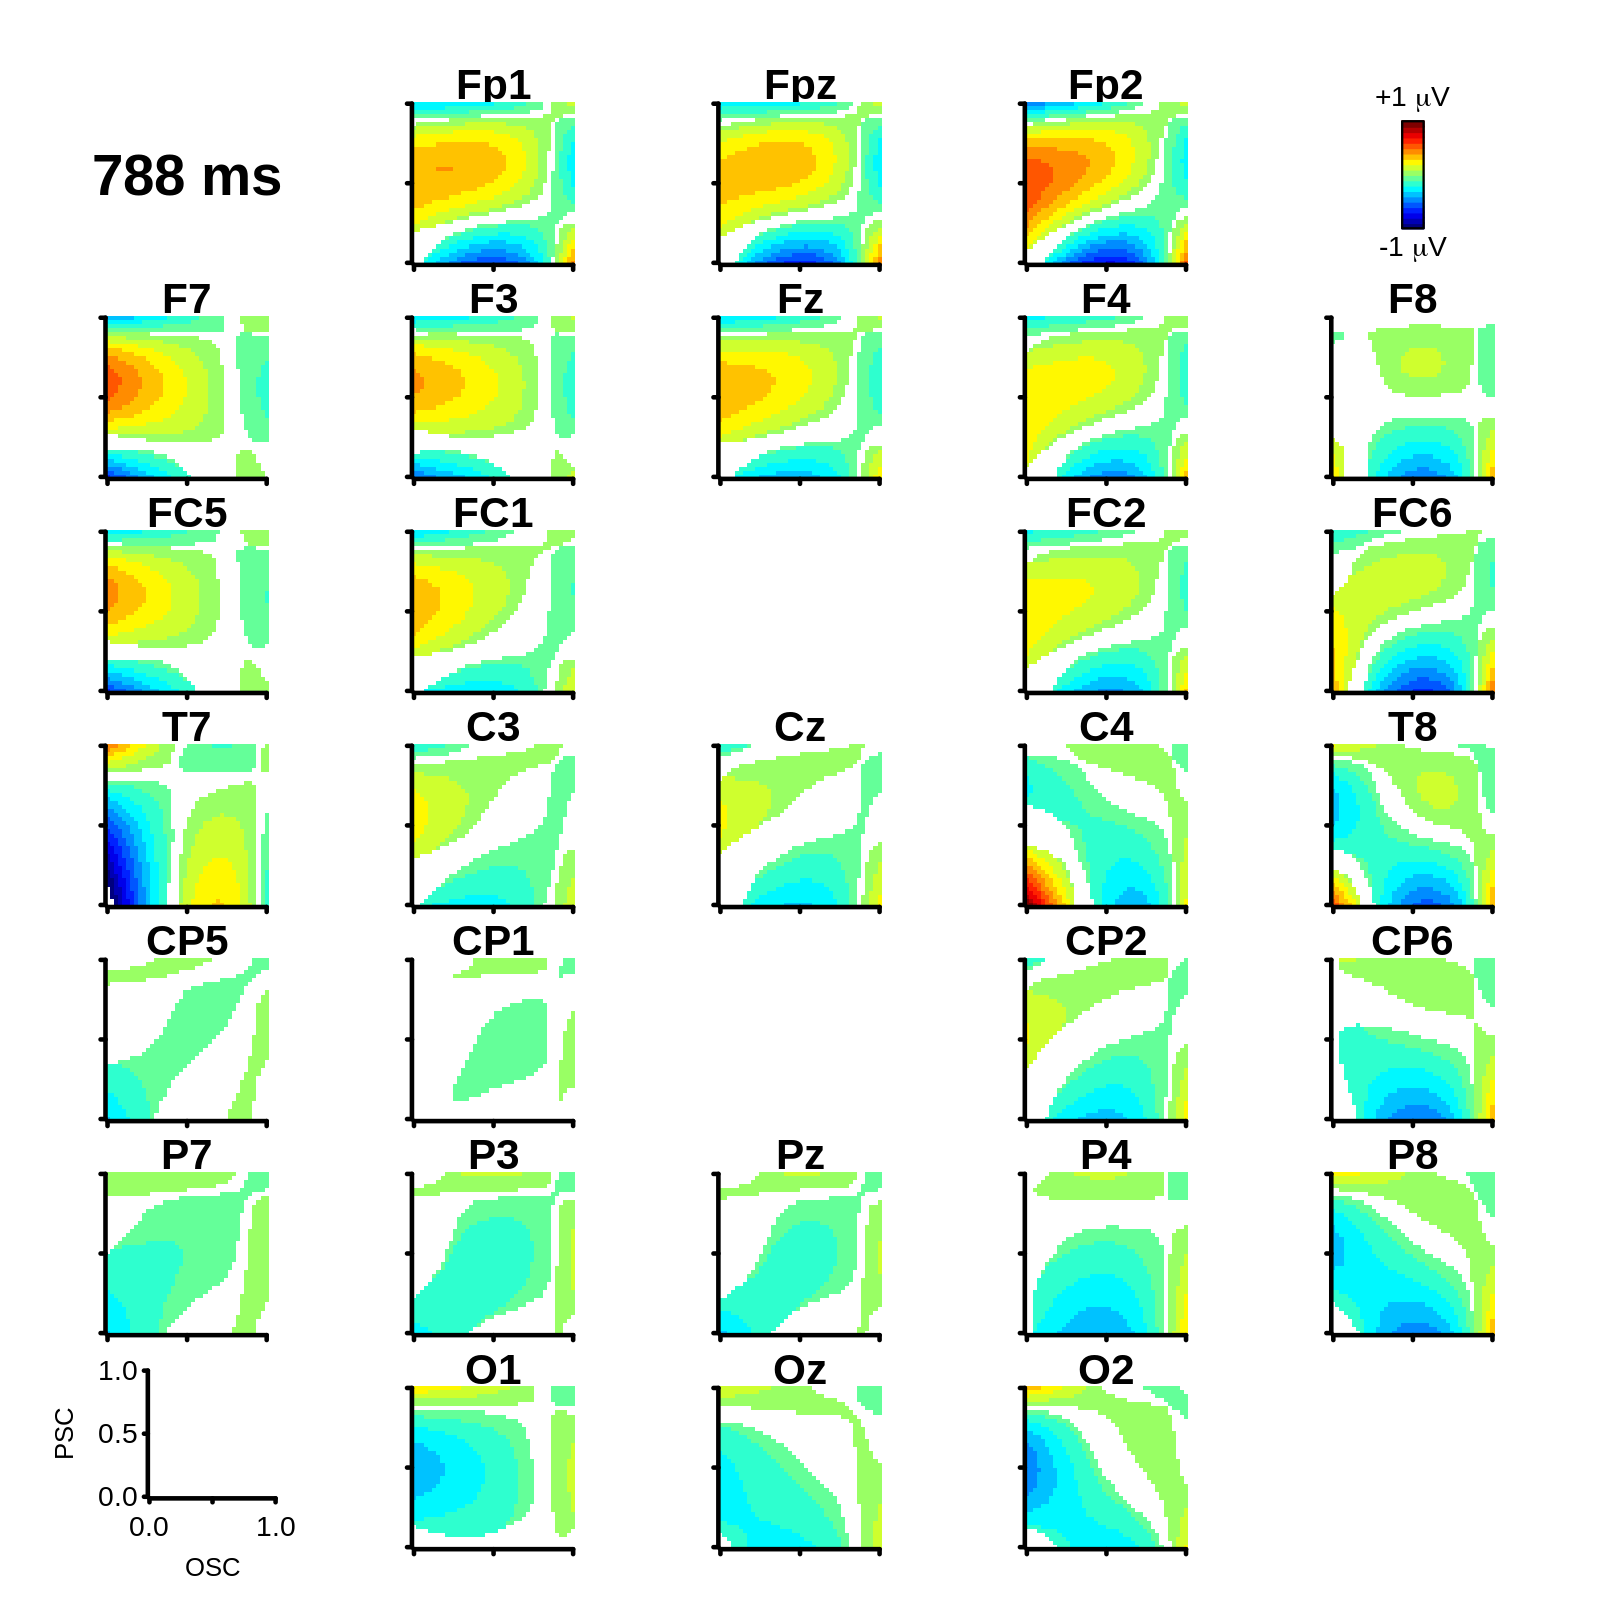 Fp1 Fpz Fp2
+1 μV
788 ms
-1 μV
F7 F3 Fz F4 F8
FC5 FC1 FC2 FC6
T7 C3 Cz C4 T8
CP5 CP1 CP2 CP6
P7 P3 Pz P4 P8
O1 Oz O2
1.0
0.5
0.0
PSC
0.0 1.0
OSC